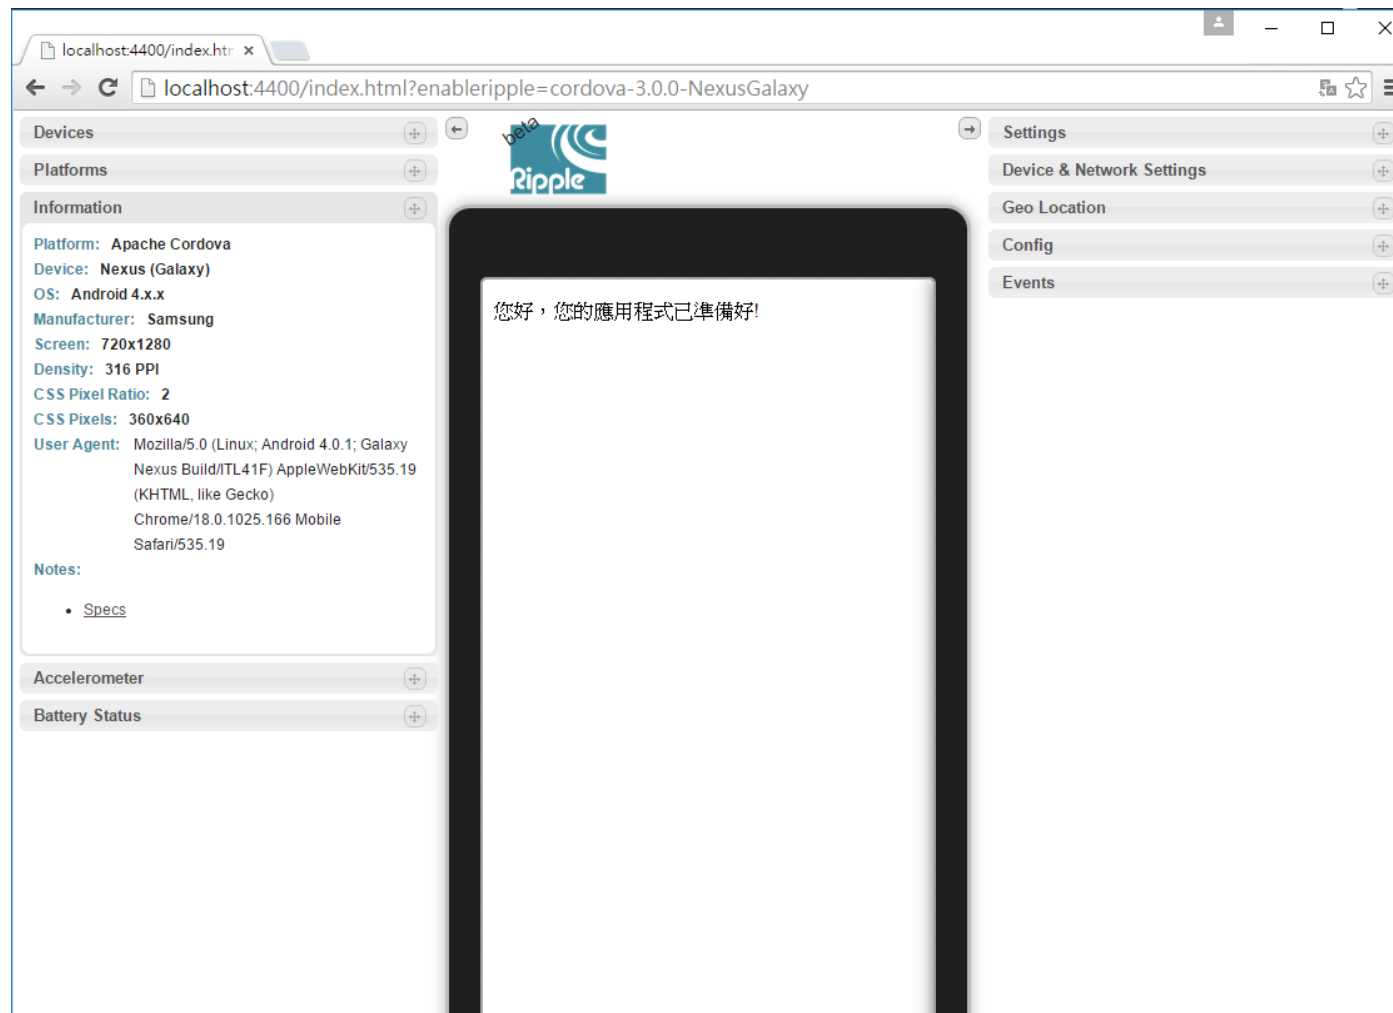 localhost:4400/index.htr
localhost:4400/index.html?enableripple=cordova-3.0.0-NexusGalaxy
Devices
Platforms
Information
Platform: Apache Cordova
Device: Nexus (Galaxy)
OS: Android 4.x.x
Manufacturer: Samsung
Screen: 720x1280
Density: 316 PPI
CSS Pixel Ratio: 2
CSS Pixels: 360x640
User Agent: Mozilla/5.0 (Linux; Android 4.0.1; Galaxy
Nexus Build/ITL41F) AppleWebKit/535.19
(KHTML, like Gecko)
Chrome/18.0.1025.166 Mobile
Safari/535.19
Notes:
Specs
Accelerometer
Battery Status
beta
Ripple
您好，您的應用程式已準備好!
Settings
Device & Network Settings
Geo Location
Config
Events